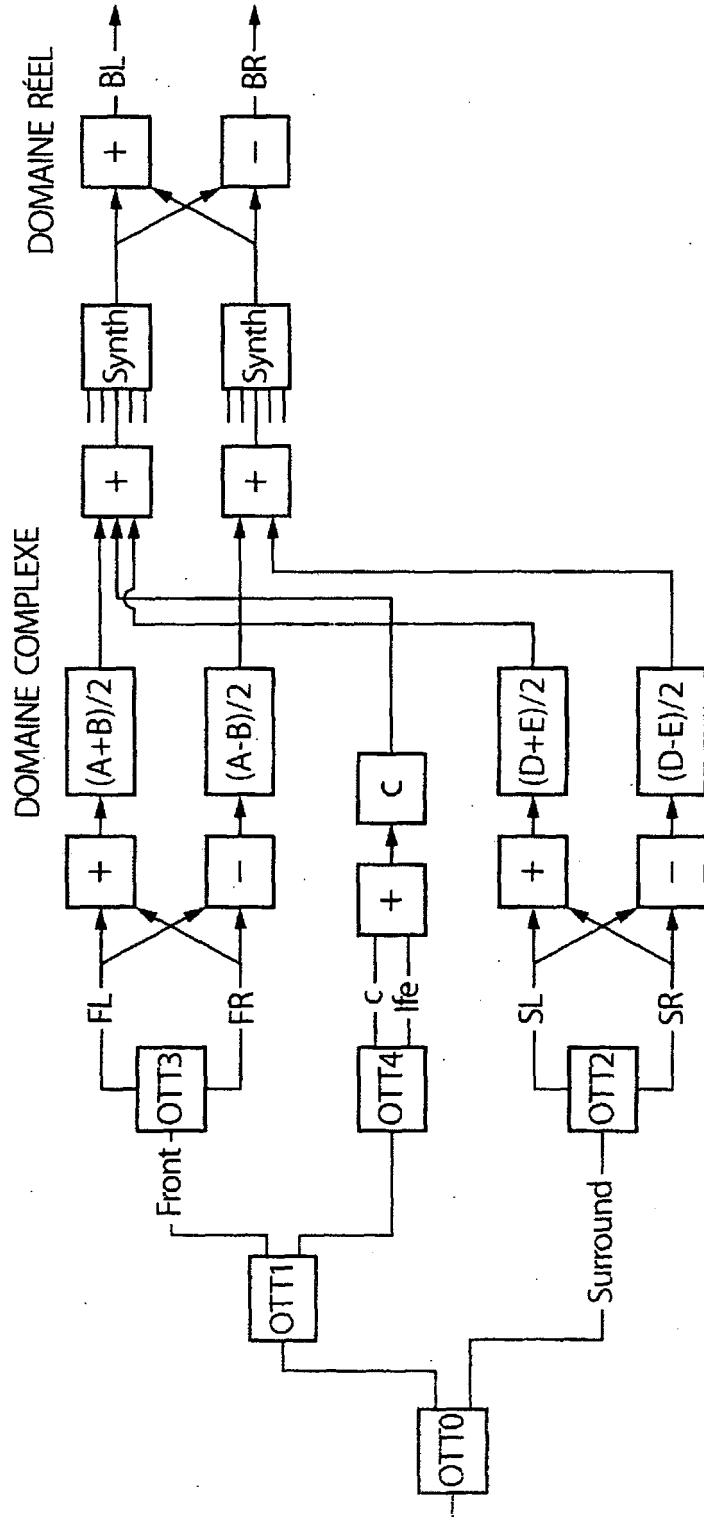 DOMAINE COMPLEXE
DOMAINE RÉEL
OTT0
OTT1
Surround
Front
OTT3
OTT4
OTT2
FL
FR
c
lfe
SL
SR
+
−
+
+
−
(A+B)/2
(A-B)/2
c
(D+E)/2
(D-E)/2
+
+
Synth
Synth
+
−
BL
BR